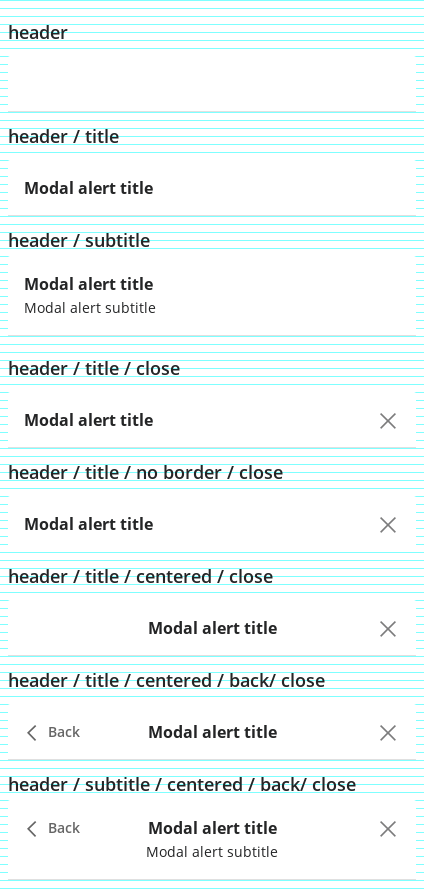 header
header / title
Modal alert title
header / subtitle
Modal alert title
Modal alert subtitle
header / title / close
Modal alert title
header / title / no border / close
Modal alert title
header / title / centered / close
Modal alert title
header / title / centered / back/ close
Back Modal alert title
header / subtitle / centered / back/ close
Back Modal alert title
Modal alert subtitle